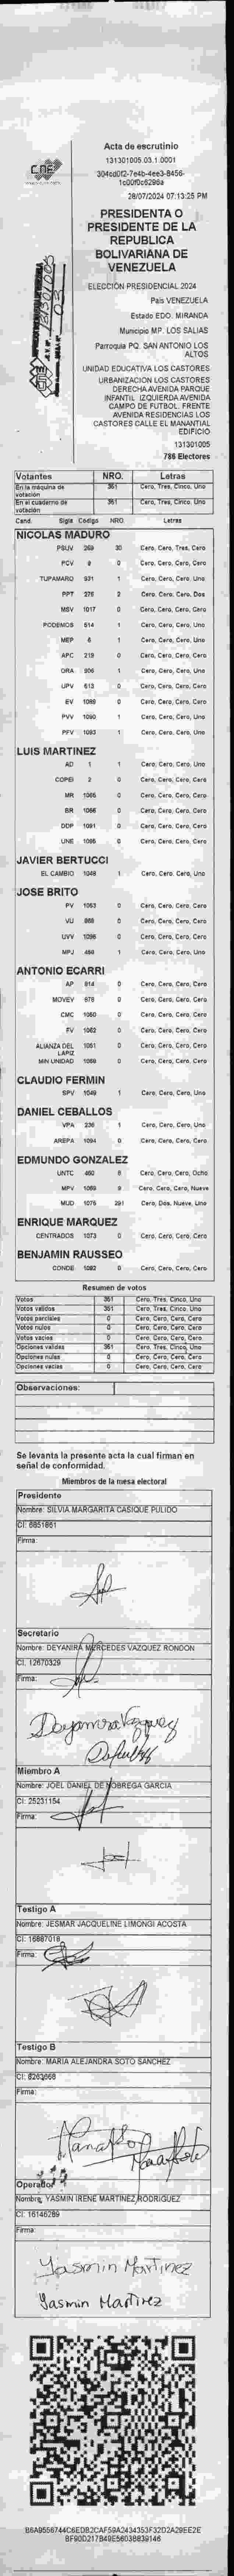 Acta de escrutinio
131301005.03.1.0001
28/07/2024 07:13:25 PM
CNE
PRESIDENTA O
PRESIDENTE DE LA
REPUBLICA
BOLIVARIANA DE
VENEZUELA
ELECCIÓN PRESIDENCIAL 2024
País VENEZUELA
Estado EDO. MIRANDA
Municipio MP. LOS SALIAS
Parroquia PQ. SAN ANTONIO LOS
ALTOS
UNIDAD EDUCATIVA LOS CASTORES
URBANIZACION LOS CASTORES
DERECHA AVENIDA PARQUE
INFANTIL. IZQUIERDA AVENIDA
CAMPO DE FUTBOL. FRENTE
AVENIDA RESIDENCIAS LOS
CASTORES CALLE EL MANANTIAL
EDIFICIO
131301005
786 Electores
Votantes NRO. Letras
En la máquina de votación 351 Cero, Tres, Cinco, Uno
En el cuaderno de votación 351 Cero, Tres, Cinco, Uno
Cand. Sigla Código NRO. Letras
NICOLAS MADURO
PSUV 269 30 Cero, Cero, Tres, Cero
PCV 9 0 Cero, Cero, Cero, Cero
TUPAMARO 931 1 Cero, Cero, Cero, Uno
PPT 276 2 Cero, Cero, Cero, Dos
MSV 1017 0 Cero, Cero, Cero, Cero
PODEMOS 614 1 Cero, Cero, Cero, Uno
MEP 6 1 Cero, Cero, Cero, Uno
APC 219 0 Cero, Cero, Cero, Cero
ORA 306 1 Cero, Cero, Cero, Uno
UPV 613 0 Cero, Cero, Cero, Cero
EV 1088 0 Cero, Cero, Cero, Cero
PVV 1090 1 Cero, Cero, Cero, Uno
PFV 1093 1 Cero, Cero, Cero, Uno
LUIS MARTINEZ
AD 1 1 Cero, Cero, Cero, Uno
COPEI 2 0 Cero, Cero, Cero, Cero
MR 1065 0 Cero, Cero, Cero, Cero
BR 1066 0 Cero, Cero, Cero, Cero
DDP 1091 0 Cero, Cero, Cero, Cero
UNE 1095 0 Cero, Cero, Cero, Cero
JAVIER BERTUCCI
EL CAMBIO 1048 1 Cero, Cero, Cero, Uno
JOSE BRITO
PV 1053 0 Cero, Cero, Cero, Cero
VU 868 0 Cero, Cero, Cero, Cero
UVV 1096 0 Cero, Cero, Cero, Cero
MPJ 458 1 Cero, Cero, Cero, Uno
ANTONIO ECARRI
AP 814 0 Cero, Cero, Cero, Cero
MOVEV 978 0 Cero, Cero, Cero, Cero
CMC 1050 0 Cero, Cero, Cero, Cero
FV 1052 0 Cero, Cero, Cero, Cero
ALIANZA DEL LAPIZ 1051 0 Cero, Cero, Cero, Cero
MIN UNIDAD 1069 0 Cero, Cero, Cero, Cero
CLAUDIO FERMIN
SPV 1049 1 Cero, Cero, Cero, Uno
DANIEL CEBALLOS
VPA 236 1 Cero, Cero, Cero, Uno
AREPA 1094 0 Cero, Cero, Cero, Cero
EDMUNDO GONZALEZ
UNTC 460 8 Cero, Cero, Cero, Ocho
MPV 1069 9 Cero, Cero, Cero, Nueve
MUD 1075 291 Cero, Dos, Nueve, Uno
ENRIQUE MARQUEZ
CENTRADOS 1073 0 Cero, Cero, Cero, Cero
BENJAMIN RAUSSEO
CONDE 1092 0 Cero, Cero, Cero, Cero
Resumen de votos
Votos 351 Cero, Tres, Cinco, Uno
Votos válidos 351 Cero, Tres, Cinco, Uno
Votos parciales 0 Cero, Cero, Cero, Cero
Votos nulos 0 Cero, Cero, Cero, Cero
Votos vacíos 0 Cero, Cero, Cero, Cero
Opciones válidas 351 Cero, Tres, Cinco, Uno
Opciones nulas 0 Cero, Cero, Cero, Cero
Opciones vacías 0 Cero, Cero, Cero, Cero
Observaciones:
Se levanta la presente acta la cual firman en
señal de conformidad.
Miembros de la mesa electoral
Presidente
Nombre: SILVIA MARGARITA CASIQUE PULIDO
CI: 6851861
Firma:
Secretario
Nombre: DEYANIRA MERCEDES VAZQUEZ RONDON
CI: 12670329
Firma:
Deyanira Vazquez
Miembro A
Nombre: JOEL DANIEL DE NOBREGA GARCIA
CI: 25231154
Firma:
Testigo A
Nombre: JESMAR JACQUELINE LIMONGI ACOSTA
CI: 16887018
Firma:
Testigo B
Nombre: MARIA ALEJANDRA SOTO SANCHEZ
CI: 6263668
Firma:
Operador
Nombre: YASMIN IRENE MARTINEZ RODRIGUEZ
CI: 16146289
Firma:
Yasmin Martinez
Yasmin Martinez